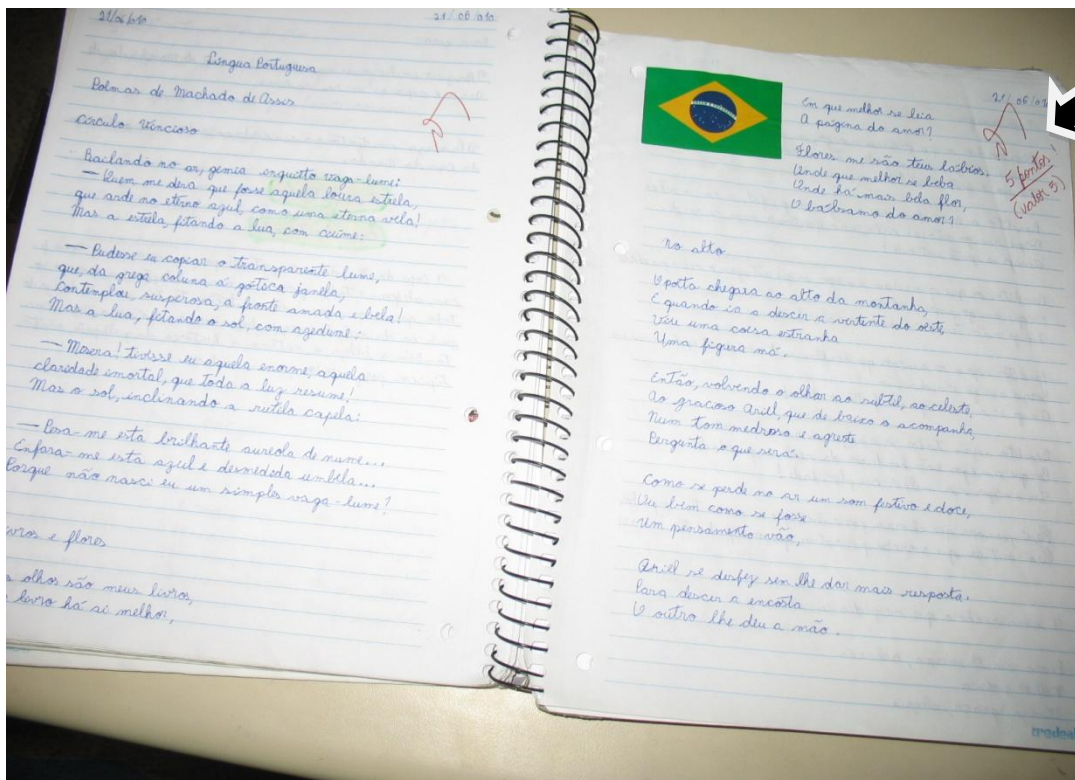 21/06/010
21/06/010
Língua Portuguesa
Poemas de Machado de Assis
Círculo Vicioso
Bailando no ar, gemia inquieto vaga-lume:
— Quem me dera que fosse aquela loura estrela,
que arde no eterno azul, como uma eterna vela!
Mas a estrela, fitando a lua, com ciúme:
— Pudesse eu copiar o transparente lume,
que, da grega coluna á gótica janela,
Contemplou, suspirosa, a fronte amada e bela!
Mas a lua, fitando o sol, com azedume:
— Misera! tivesse eu aquela enorme, aquela
claridade imortal, que toda a luz resume!
Mas o sol, inclinando a rutila capela:
— Pesa-me esta brilhante auréola de nume...
Enfara-me esta azul e desmedida umbela...
Porque não nasci eu um simples vaga-lume?
ivros e flores
s olhos são meus livros,
e livro há aí melhor,
21/06/010
Em que melhor se leia
A página do amor?
Flores me são teus lábios,
Onde há mais bela flor,
Onde que melhor se beba
O bálsamo do amor?
5 pontos!
(valor 5)
No alto
O poeta chegara ao alto da montanha,
E quando ia a descer a vertente do oeste,
Viu uma coisa estranha
Uma figura má.
Então, volvendo o olhar ao subtil, ao celeste,
Ao gracioso Ariel, que de baixo o acompanha,
Num tom medroso e agreste
Pergunta o que será.
Como se perde no ar um som festivo e doce,
Ou bem como se fosse
Um pensamento vão,
Ariel se desfez sem lhe dar mais resposta.
Para descer a encosta
O outro lhe deu a mão.